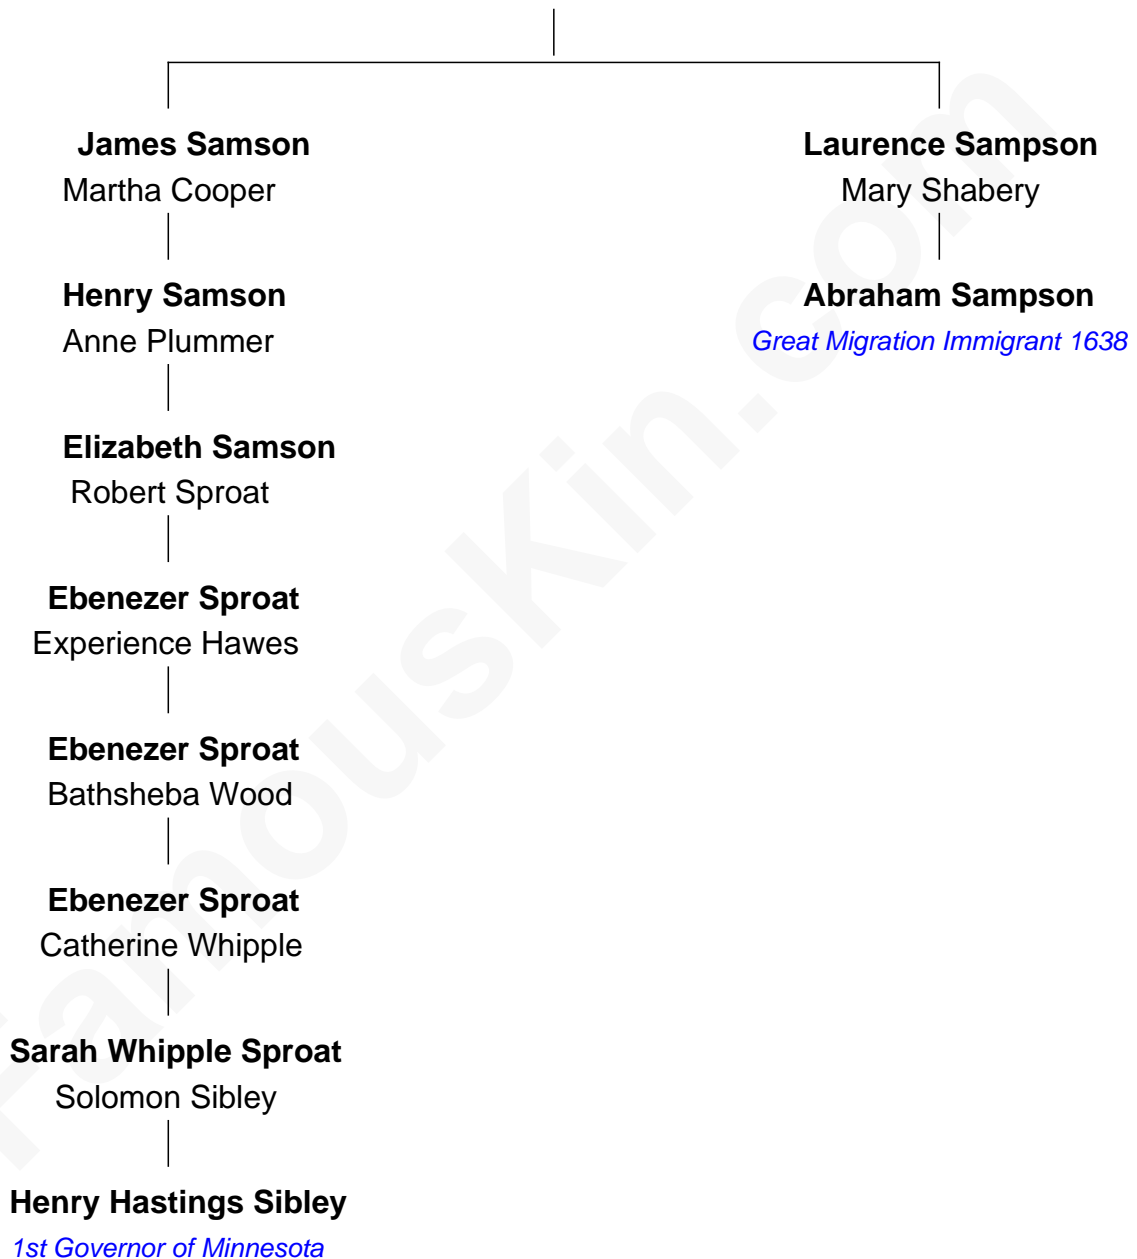 James Samson
Martha Cooper
Laurence Sampson
Mary Shabery
Henry Samson
Anne Plummer
Abraham Sampson
Great Migration Immigrant 1638
Elizabeth Samson
Robert Sproat
Ebenezer Sproat
Experience Hawes
Ebenezer Sproat
Bathsheba Wood
Ebenezer Sproat
Catherine Whipple
Sarah Whipple Sproat
Solomon Sibley
Henry Hastings Sibley
1st Governor of Minnesota
FamousKin.com